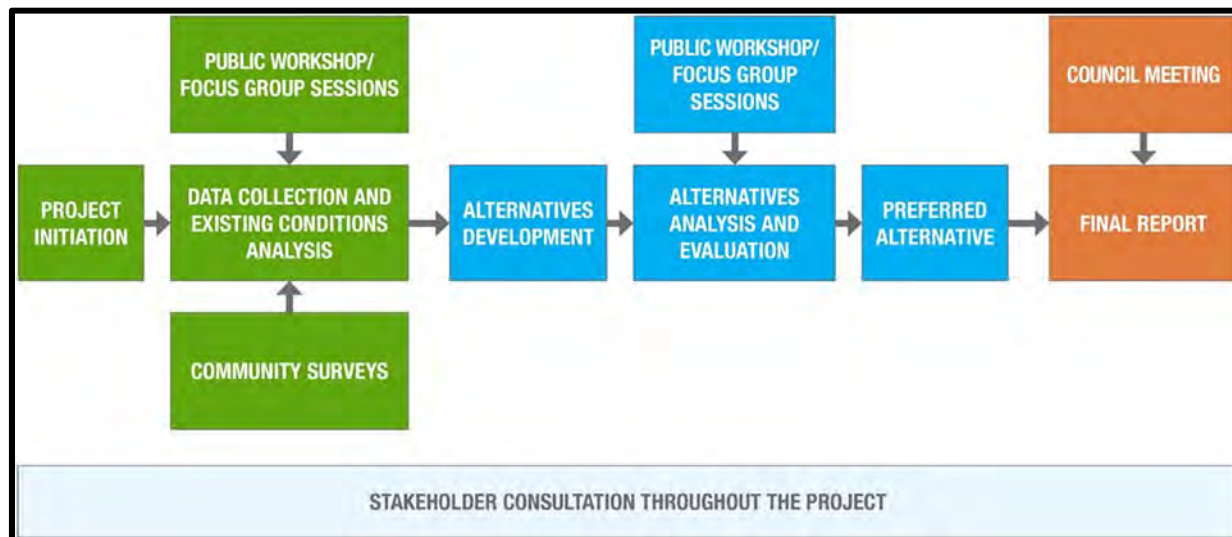 PUBLIC WORKSHOP/
FOCUS GROUP SESSIONS
PUBLIC WORKSHOP/
FOCUS GROUP
SESSIONS
COUNCIL MEETING
PROJECT
INITIATION
DATA COLLECTION AND
EXISTING CONDITIONS
ANALYSIS
ALTERNATIVES
DEVELOPMENT
ALTERNATIVES
ANALYSIS AND
EVALUATION
PREFERRED
ALTERNATIVE
FINAL REPORT
COMMUNITY SURVEYS
STAKEHOLDER CONSULTATION THROUGHOUT THE PROJECT